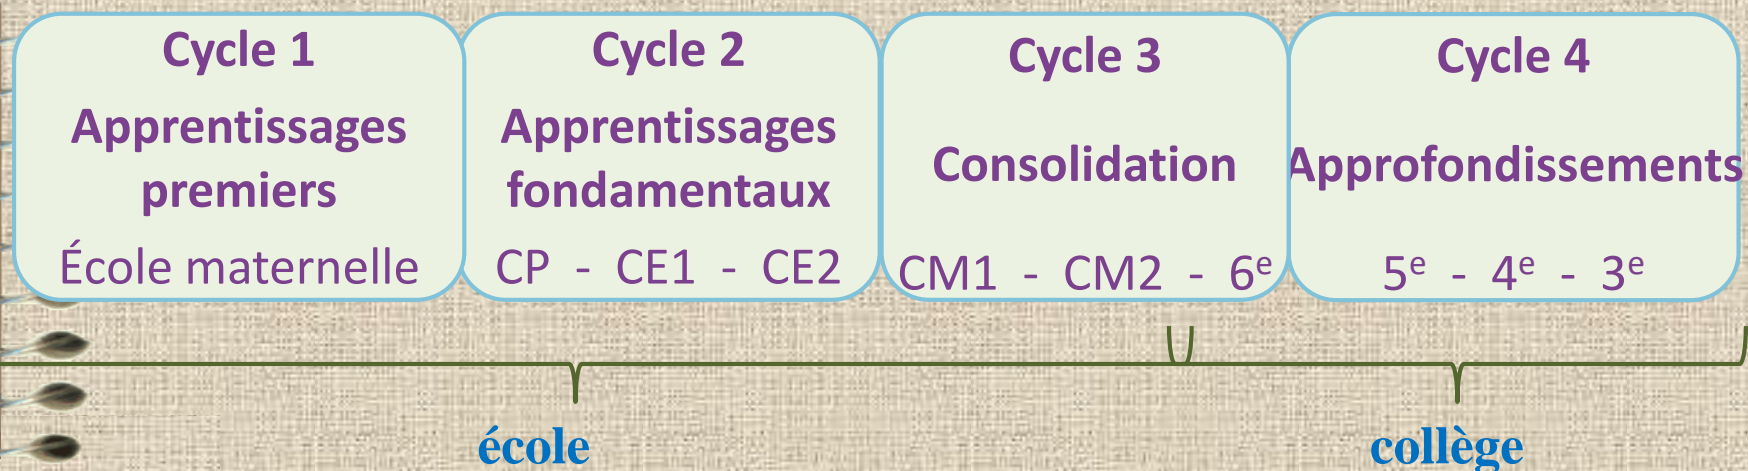 Cycle 1
Apprentissages
premiers
École maternelle
Cycle 2
Apprentissages
fondamentaux
CP - CE1 - CE2
Cycle 3
Consolidation
CM1 - CM2 - 6e
Cycle 4
Approfondissements
5e - 4e - 3e
école
collège